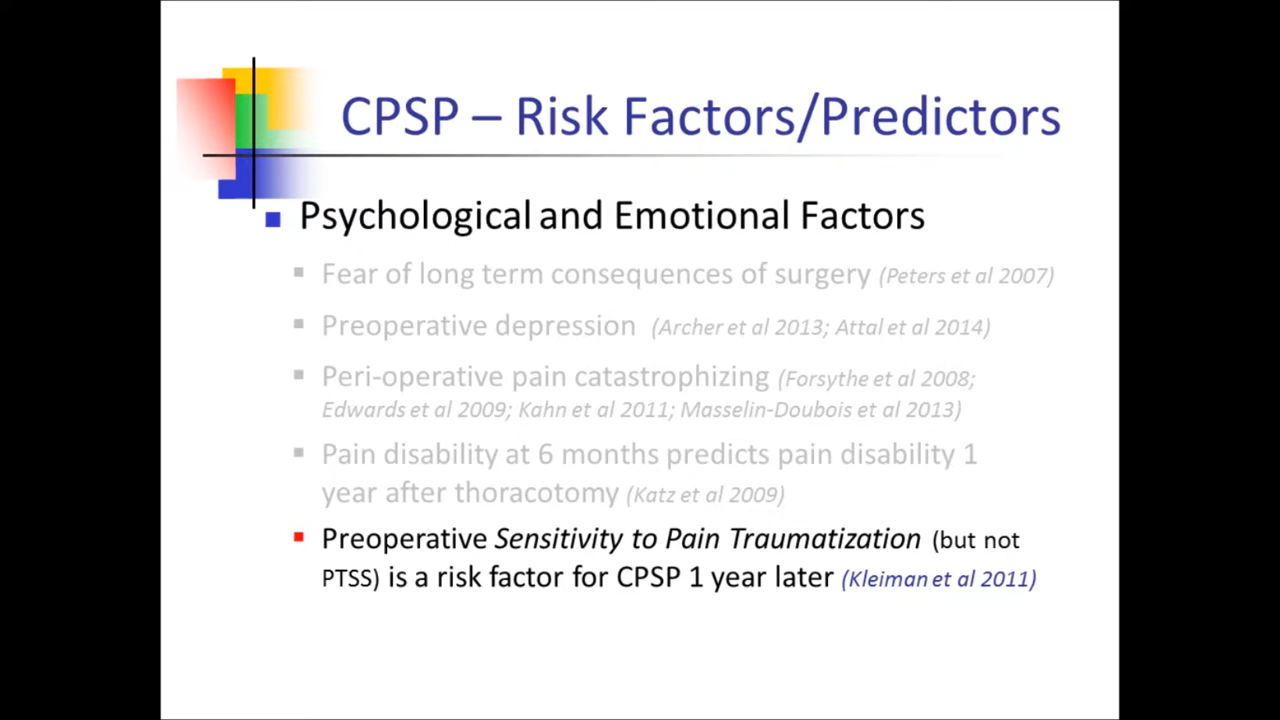 CPSP – Risk Factors/Predictors
Psychological and Emotional Factors
Fear of long term consequences of surgery (Peters et al 2007)
Preoperative depression (Archer et al 2013; Attal et al 2014)
Peri-operative pain catastrophizing (Forsythe et al 2008;
Edwards et al 2009; Kahn et al 2011; Masselin-Doubois et al 2013)
Pain disability at 6 months predicts pain disability 1
year after thoracotomy (Katz et al 2009)
Preoperative Sensitivity to Pain Traumatization (but not
PTSS) is a risk factor for CPSP 1 year later (Kleiman et al 2011)